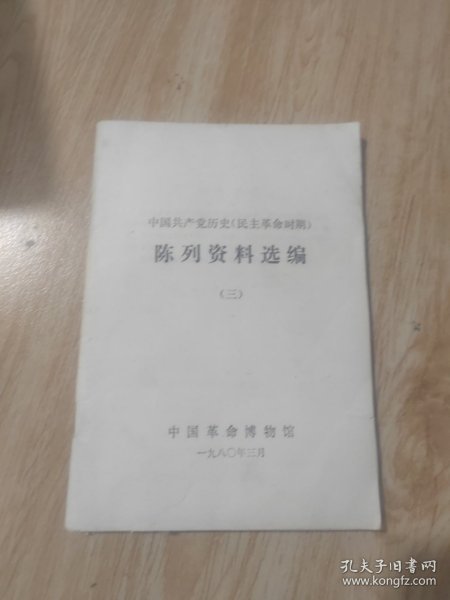 中国共产党历史(民主革命时期)
陈列资料选编
(三)
中国革命博物馆
一九八〇年三月
孔夫子旧书网
www.kongfz.com